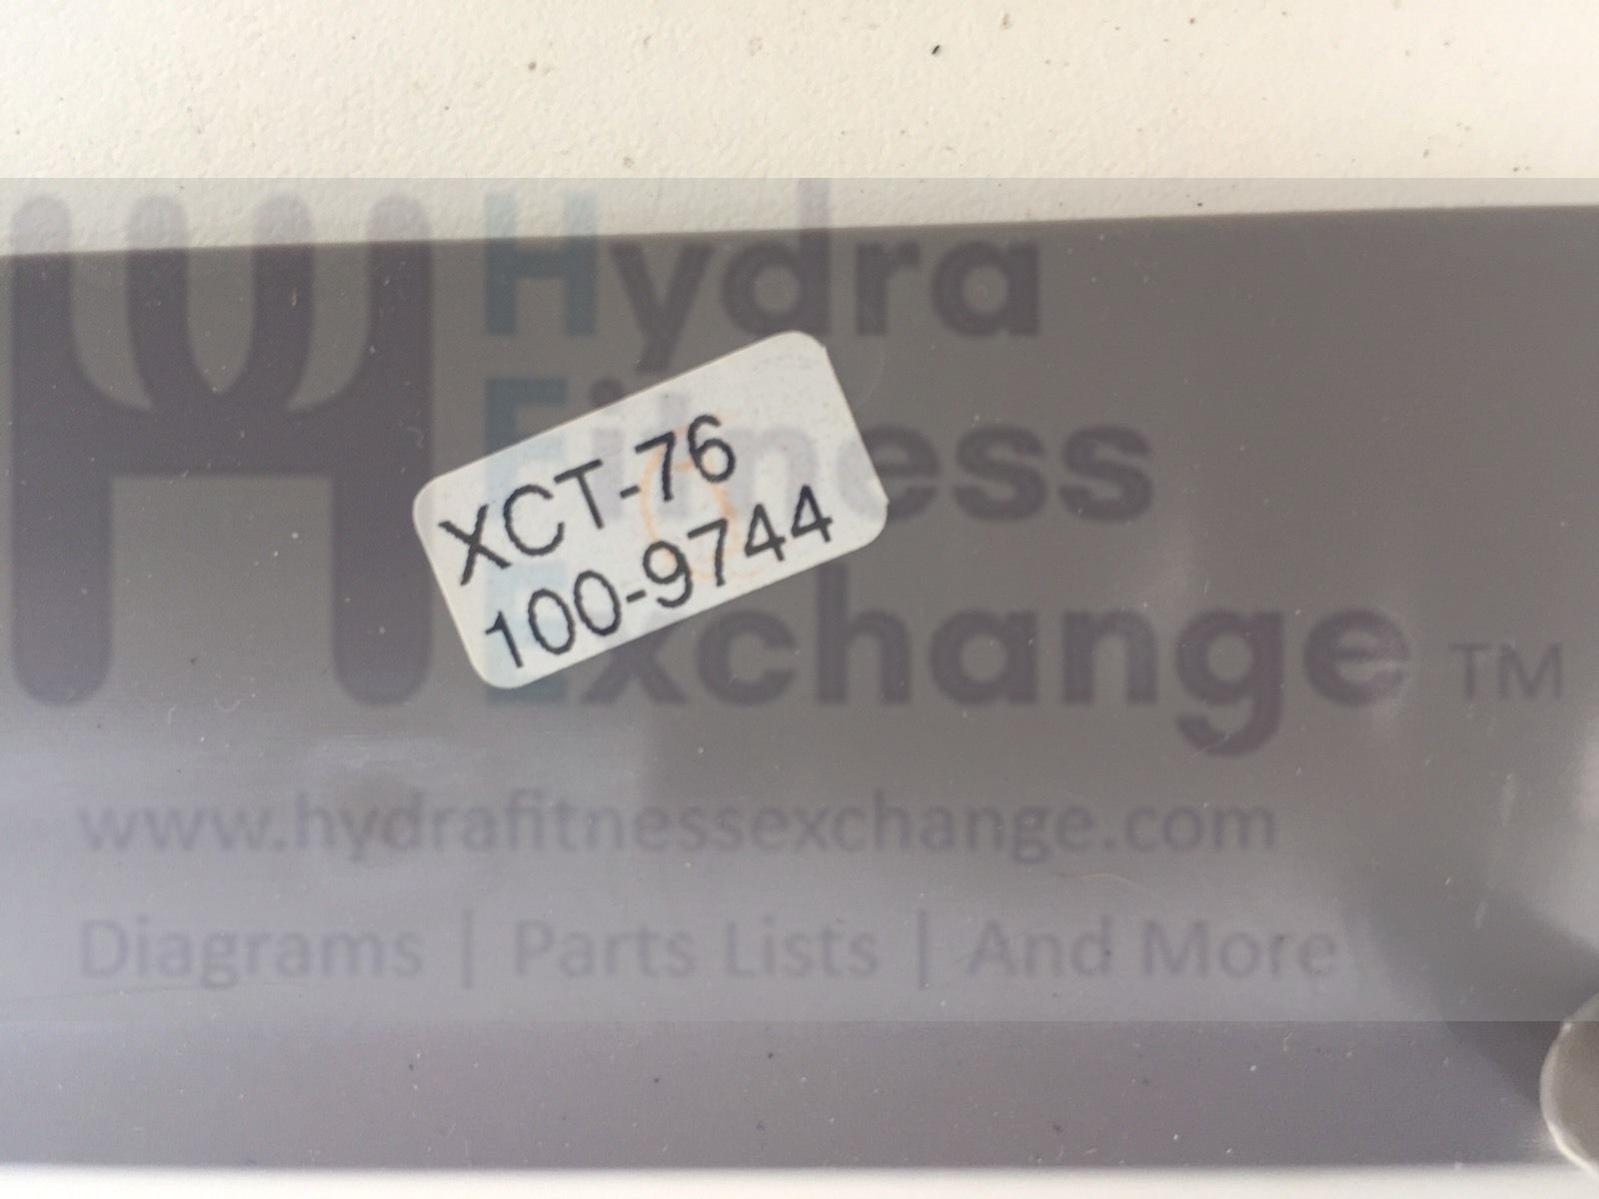 Hydra
Fitness
Exchange TM
XCT-76
100-9744
www.hydrafitnessexchange.com
Diagrams | Parts Lists | And More